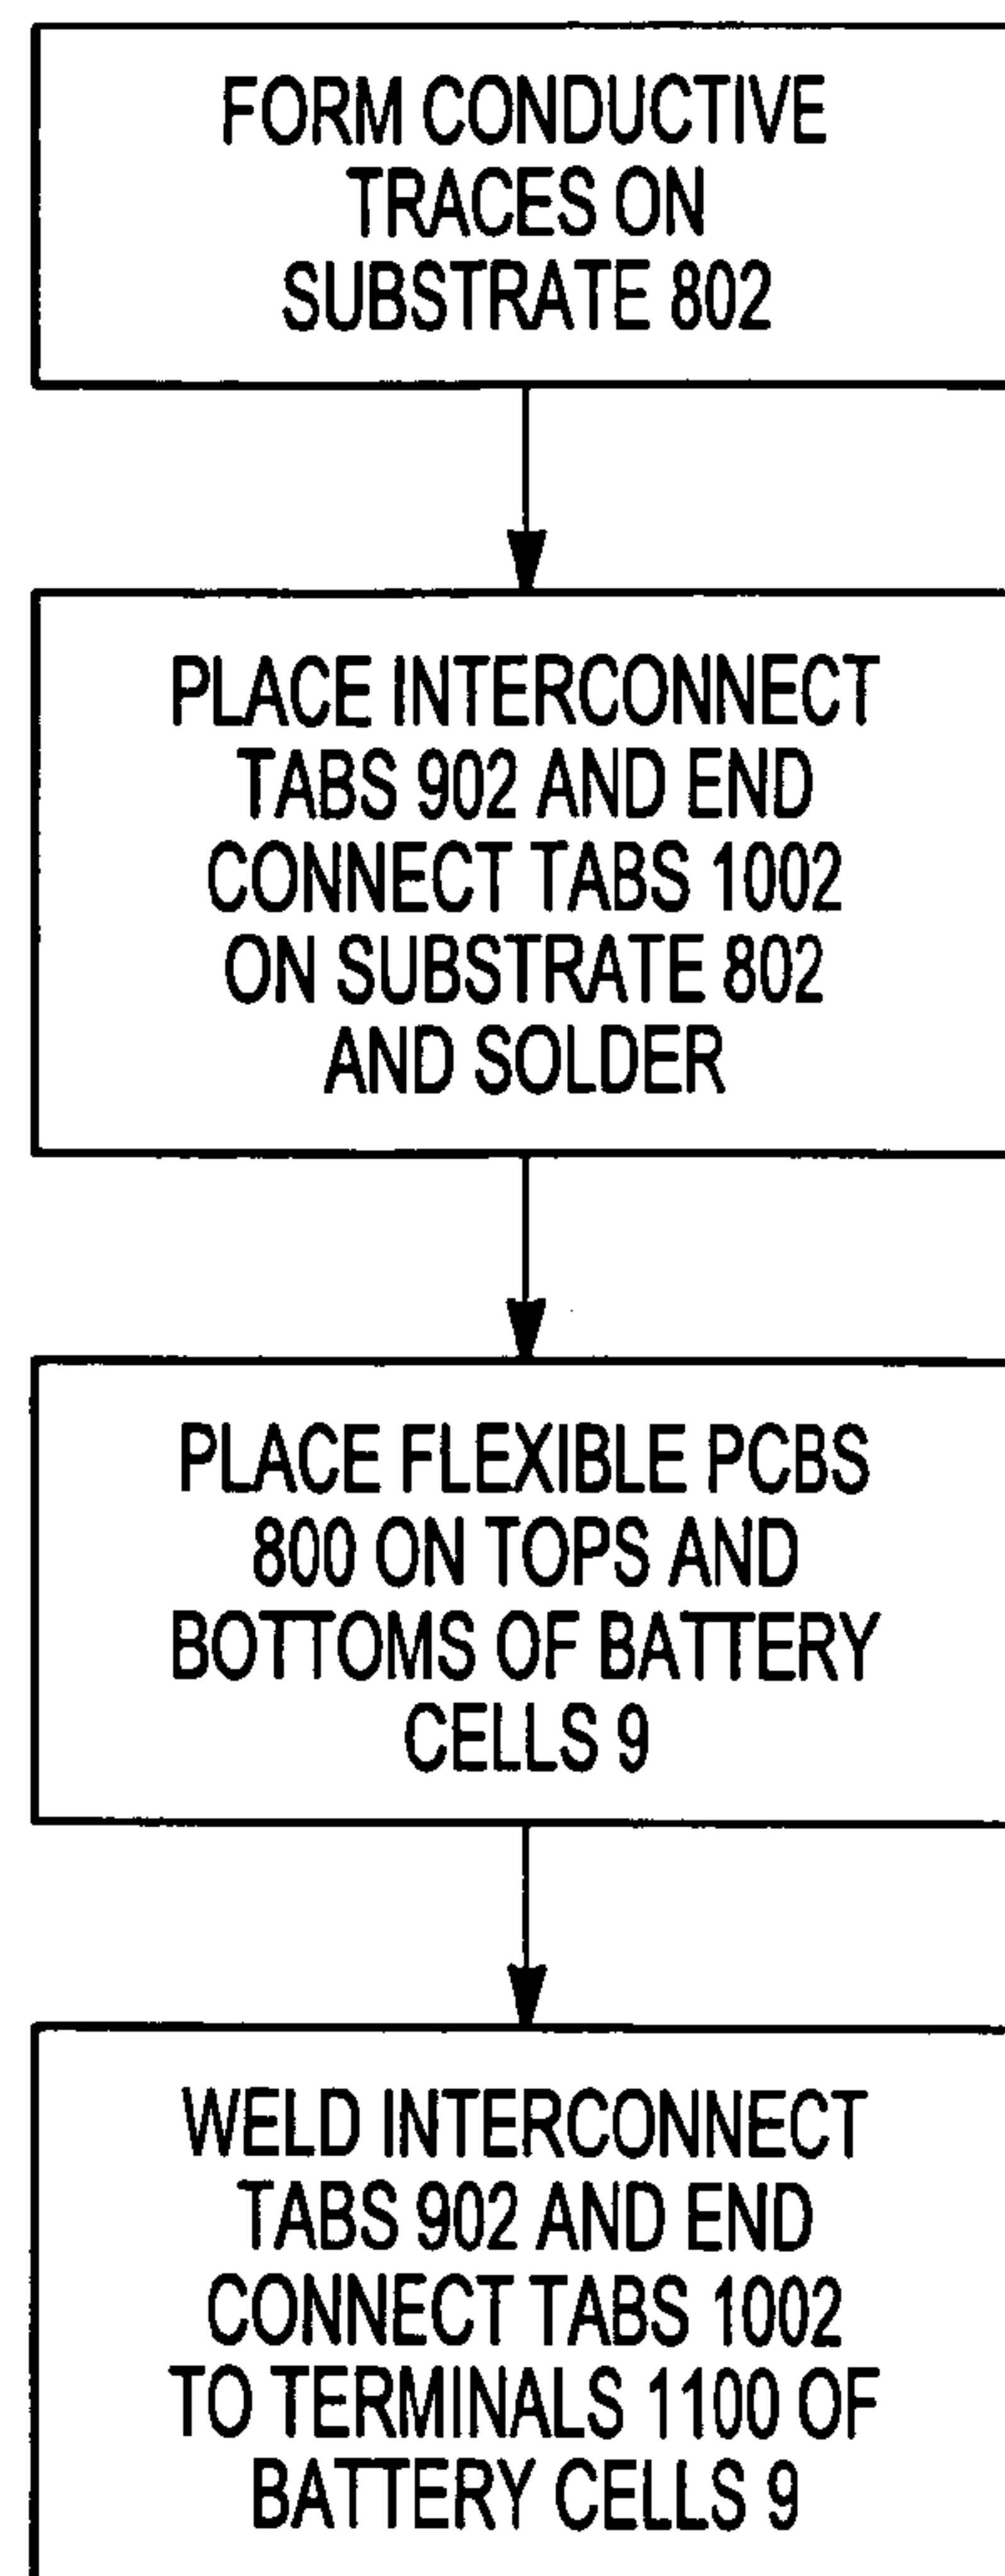 FORM CONDUCTIVE
TRACES ON
SUBSTRATE 802
PLACE INTERCONNECT
TABS 902 AND END
CONNECT TABS 1002
ON SUBSTRATE 802
AND SOLDER
PLACE FLEXIBLE PCBS
800 ON TOPS AND
BOTTOMS OF BATTERY
CELLS 9
WELD INTERCONNECT
TABS 902 AND END
CONNECT TABS 1002
TO TERMINALS 1100 OF
BATTERY CELLS 9